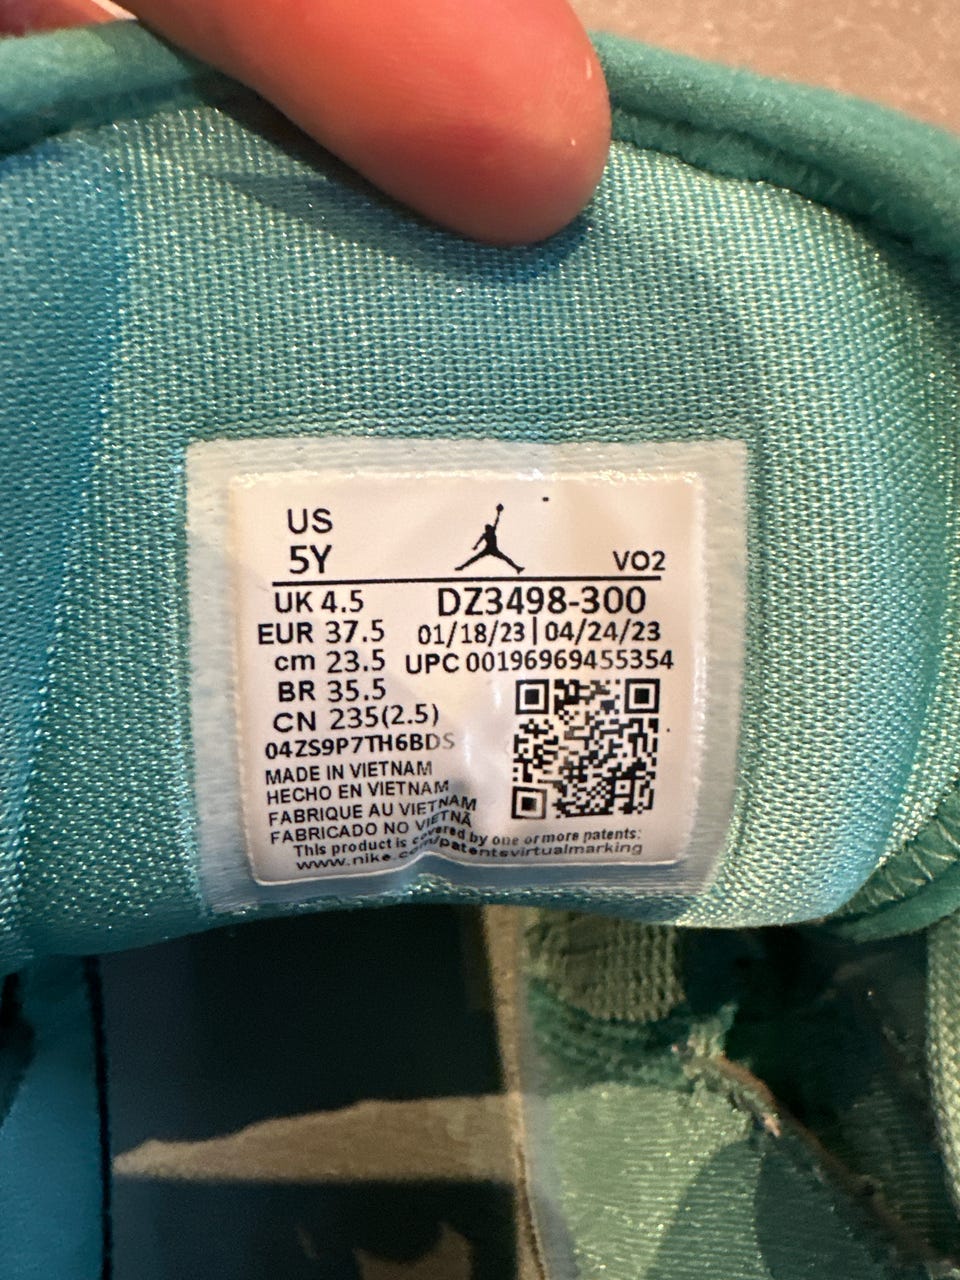 US
5Y
VO2
UK 4.5
DZ3498-300
EUR 37.5
01/18/23|04/24/23
cm 23.5
UPC 00196969455354
BR 35.5
CN 235(2.5)
04ZS9P7TH6BDS
MADE IN VIETNAM
HECHO EN VIETNAM
FABRIQUE AU VIETNAM
FABRICADO NO VIETNÃ
This product is covered by one or more patents:
www.nike.com/patentsvirtualmarking